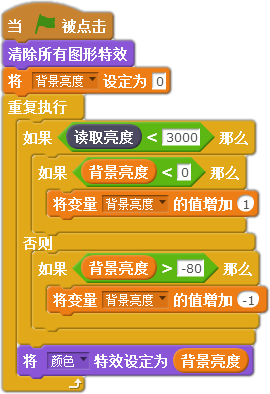 当 被点击
清除所有图形特效
将 背景亮度 设定为 0
重复执行
如果 读取亮度 < 3000 那么
如果 背景亮度 < 0 那么
将变量 背景亮度 的值增加 1
否则
如果 背景亮度 > -80 那么
将变量 背景亮度 的值增加 -1
将 颜色 特效设定为 背景亮度